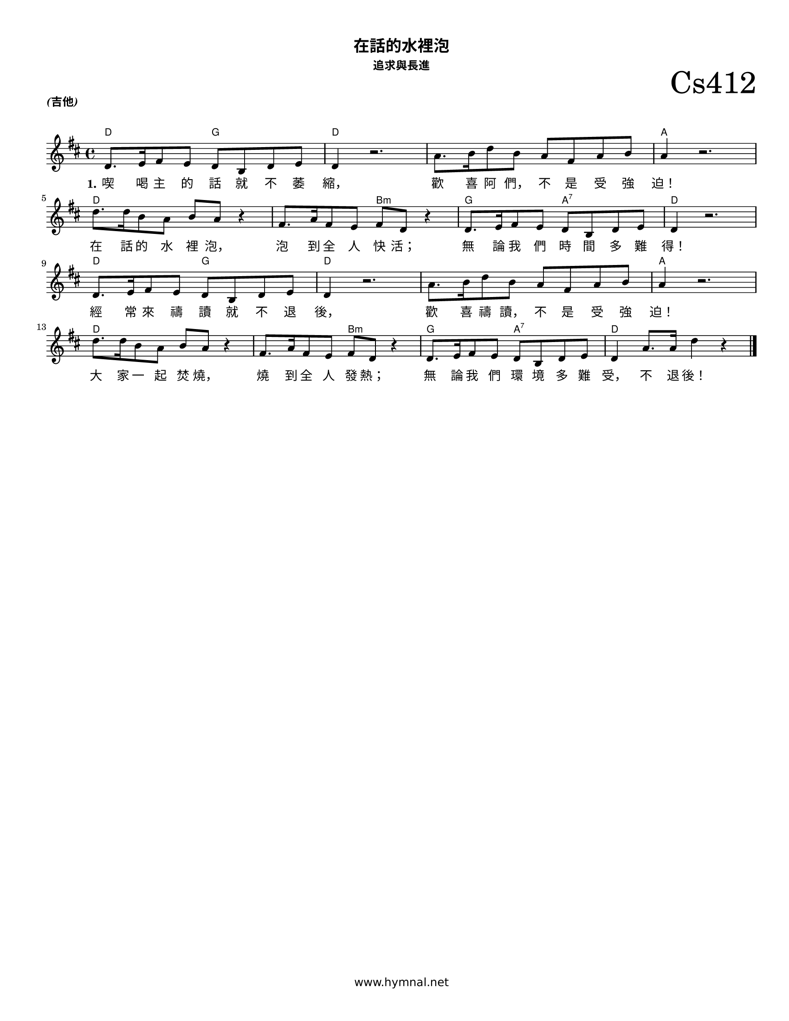 在話的水裡泡
追求與長進
Cs412
(吉他)
D G D A
1. 喫 喝主 的 話 就 不 萎 縮， 歡 喜阿 們，不 是 受 強 迫！
5 D Bm G A7 D
在 話的 水 裡 泡， 泡 到全 人 快 活； 無 論我 們 時 間 多 難 得！
9 D G D A
經 常來 禱 讀 就 不 退 後， 歡 喜禱 讀，不 是 受 強 迫！
13 D Bm G A7 D
大 家一 起 焚 燒， 燒 到全 人 發 熱； 無 論我 們 環 境 多 難 受， 不 退後！
www.hymnal.net